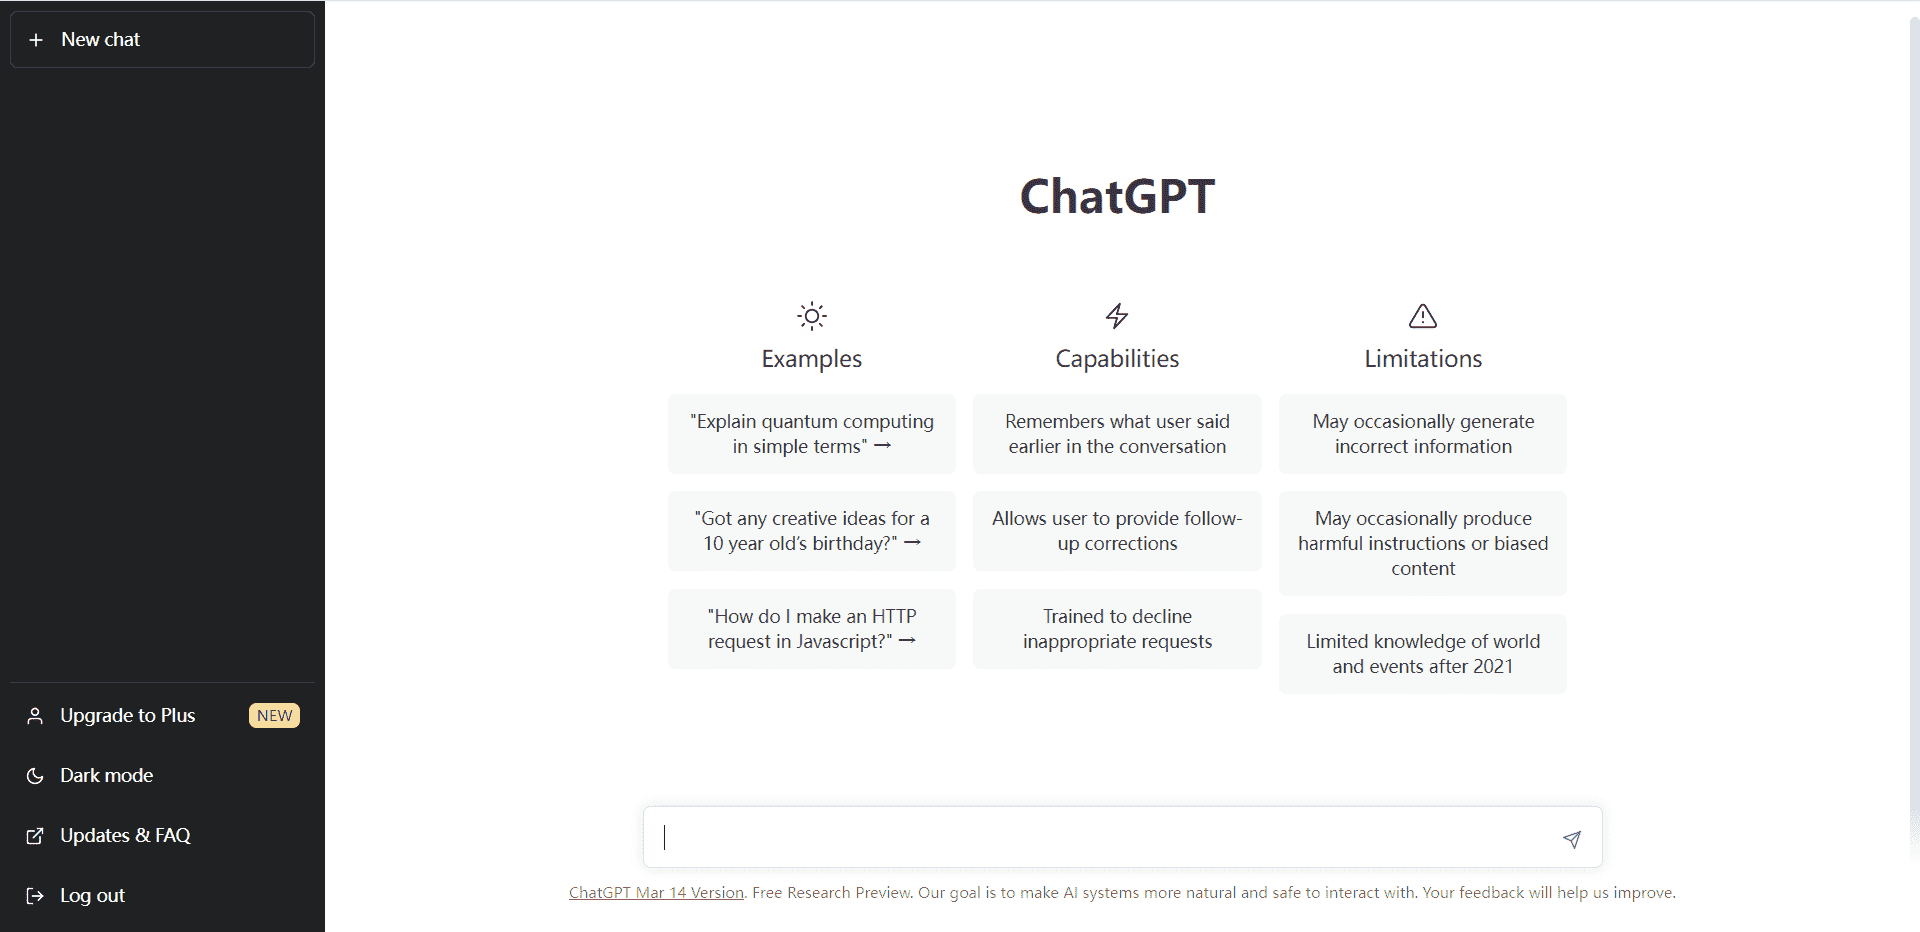 New chat
ChatGPT
Examples
"Explain quantum computing
in simple terms" →
"Got any creative ideas for a
10 year old’s birthday?" →
"How do I make an HTTP
request in Javascript?" →
Capabilities
Remembers what user said
earlier in the conversation
Allows user to provide follow-
up corrections
Trained to decline
inappropriate requests
Limitations
May occasionally generate
incorrect information
May occasionally produce
harmful instructions or biased
content
Limited knowledge of world
and events after 2021
Upgrade to Plus NEW
Dark mode
Updates & FAQ
Log out
ChatGPT Mar 14 Version. Free Research Preview. Our goal is to make AI systems more natural and safe to interact with. Your feedback will help us improve.